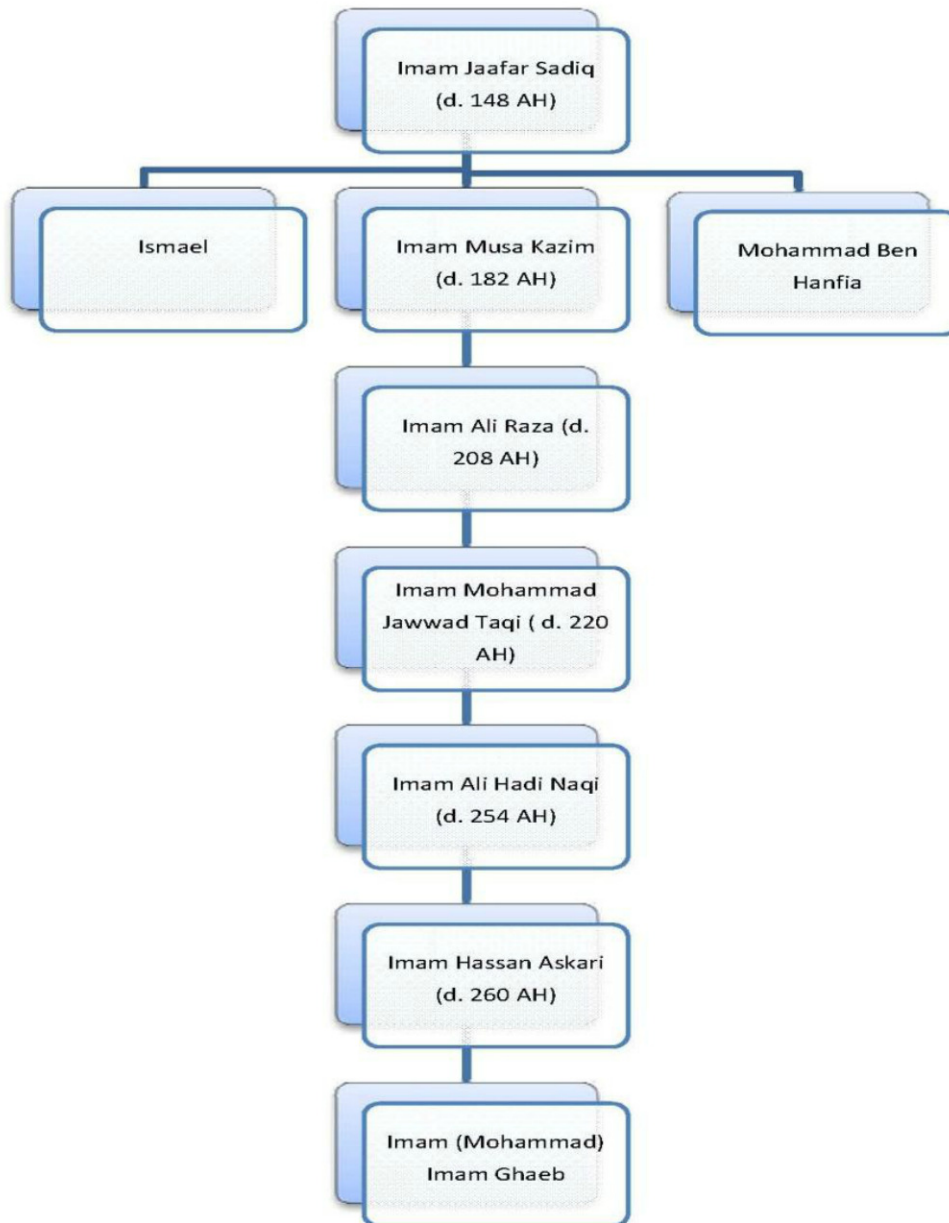 Imam Jaafar Sadiq
(d. 148 AH)
Ismael
Imam Musa Kazim
(d. 182 AH)
Mohammad Ben
Hanfia
Imam Ali Raza (d.
208 AH)
Imam Mohammad
Jawwad Taqi ( d. 220
AH)
Imam Ali Hadi Naqi
(d. 254 AH)
Imam Hassan Askari
(d. 260 AH)
Imam (Mohammad)
Imam Ghaeb